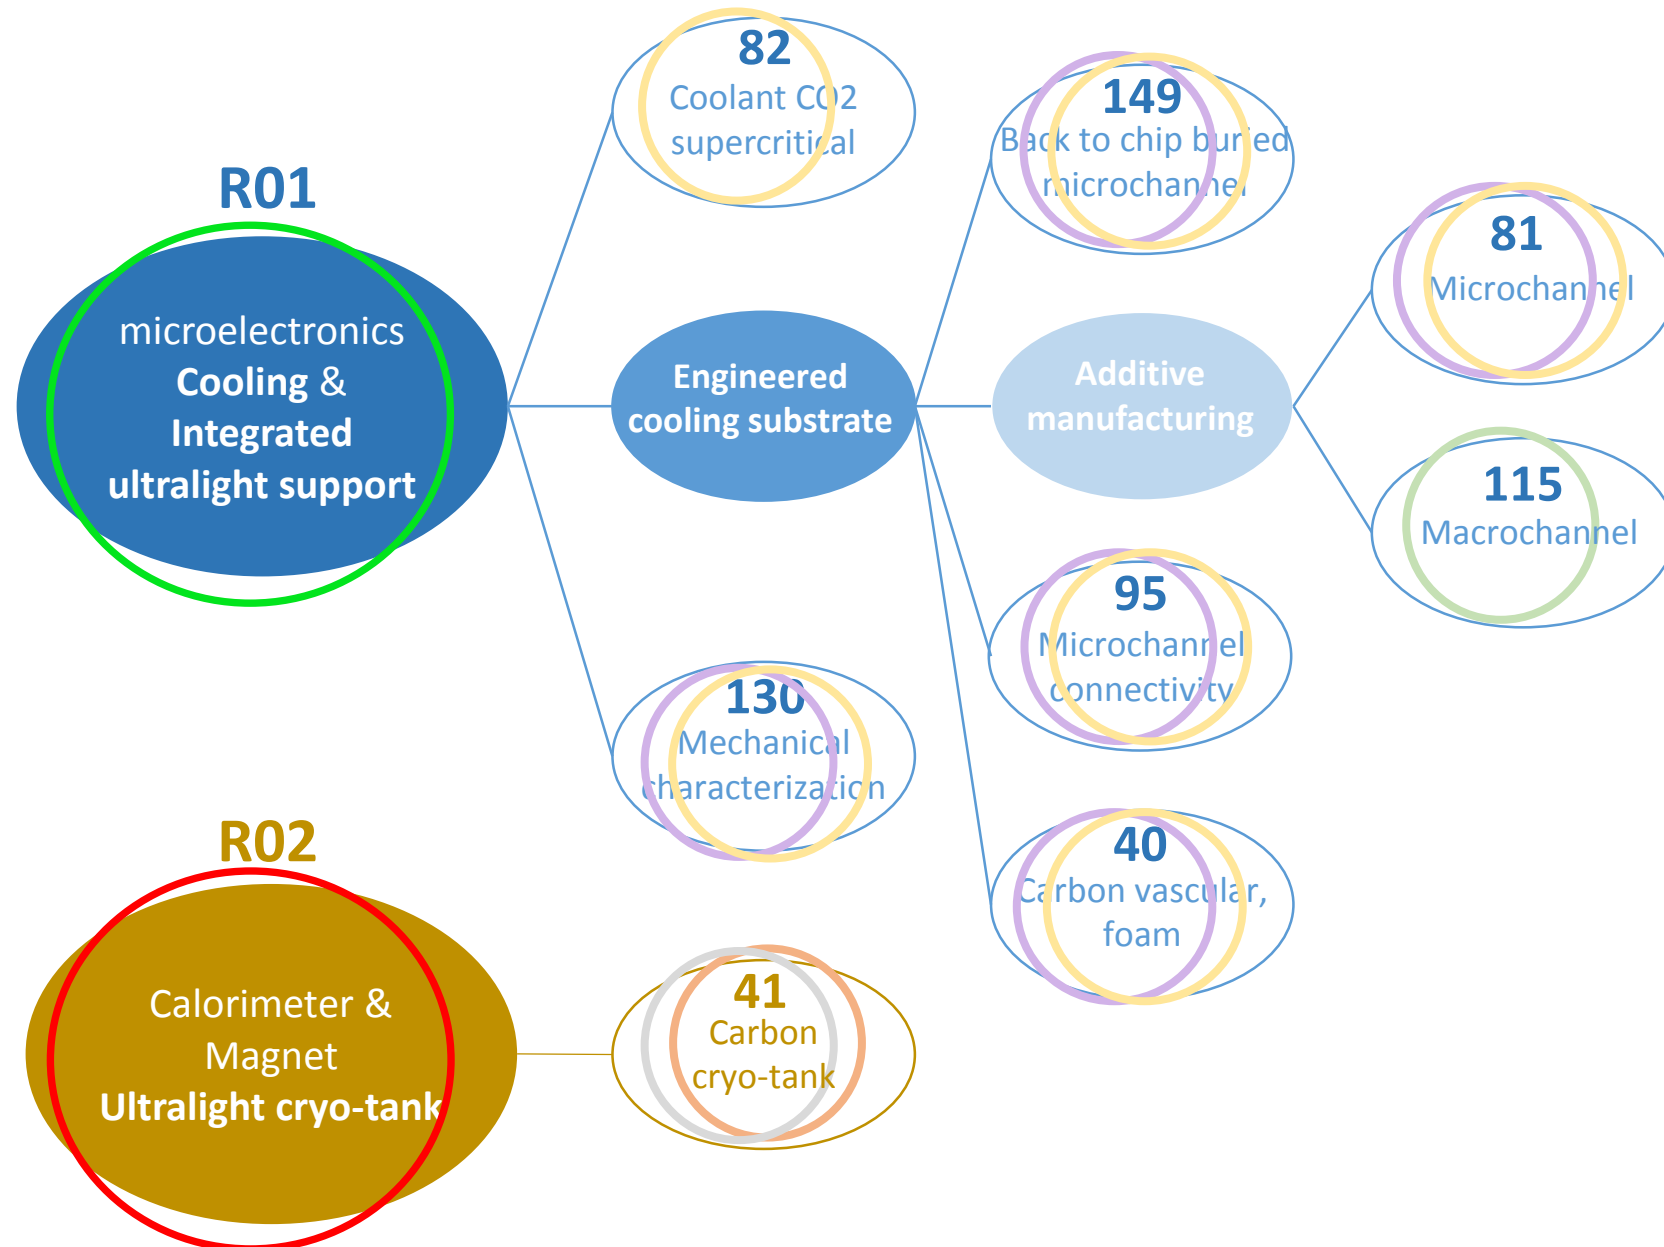 R01
microelectronics
Cooling &
Integrated
ultralight support
82
Coolant CO2
supercritical
Engineered
cooling substrate
130
Mechanical
characterization
149
Back to chip buried
microchannel
Additive
manufacturing
95
Microchannel
connectivity
40
Carbon vascular,
foam
81
Microchannel
115
Macrochannel
R02
Calorimeter &
Magnet
Ultralight cryo-tank
41
Carbon
cryo-tank